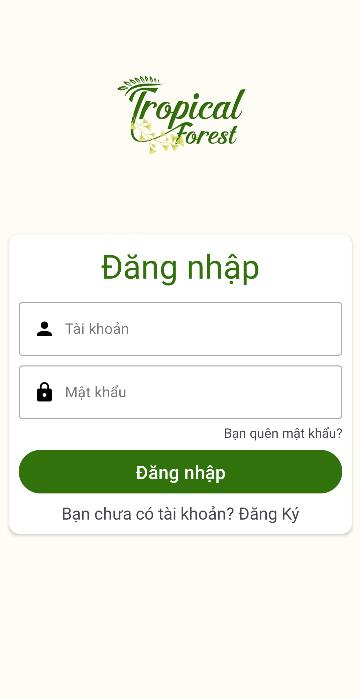 Tropical
Forest
Đăng nhập
Tài khoản
Mật khẩu
Bạn quên mật khẩu?
Đăng nhập
Bạn chưa có tài khoản? Đăng Ký